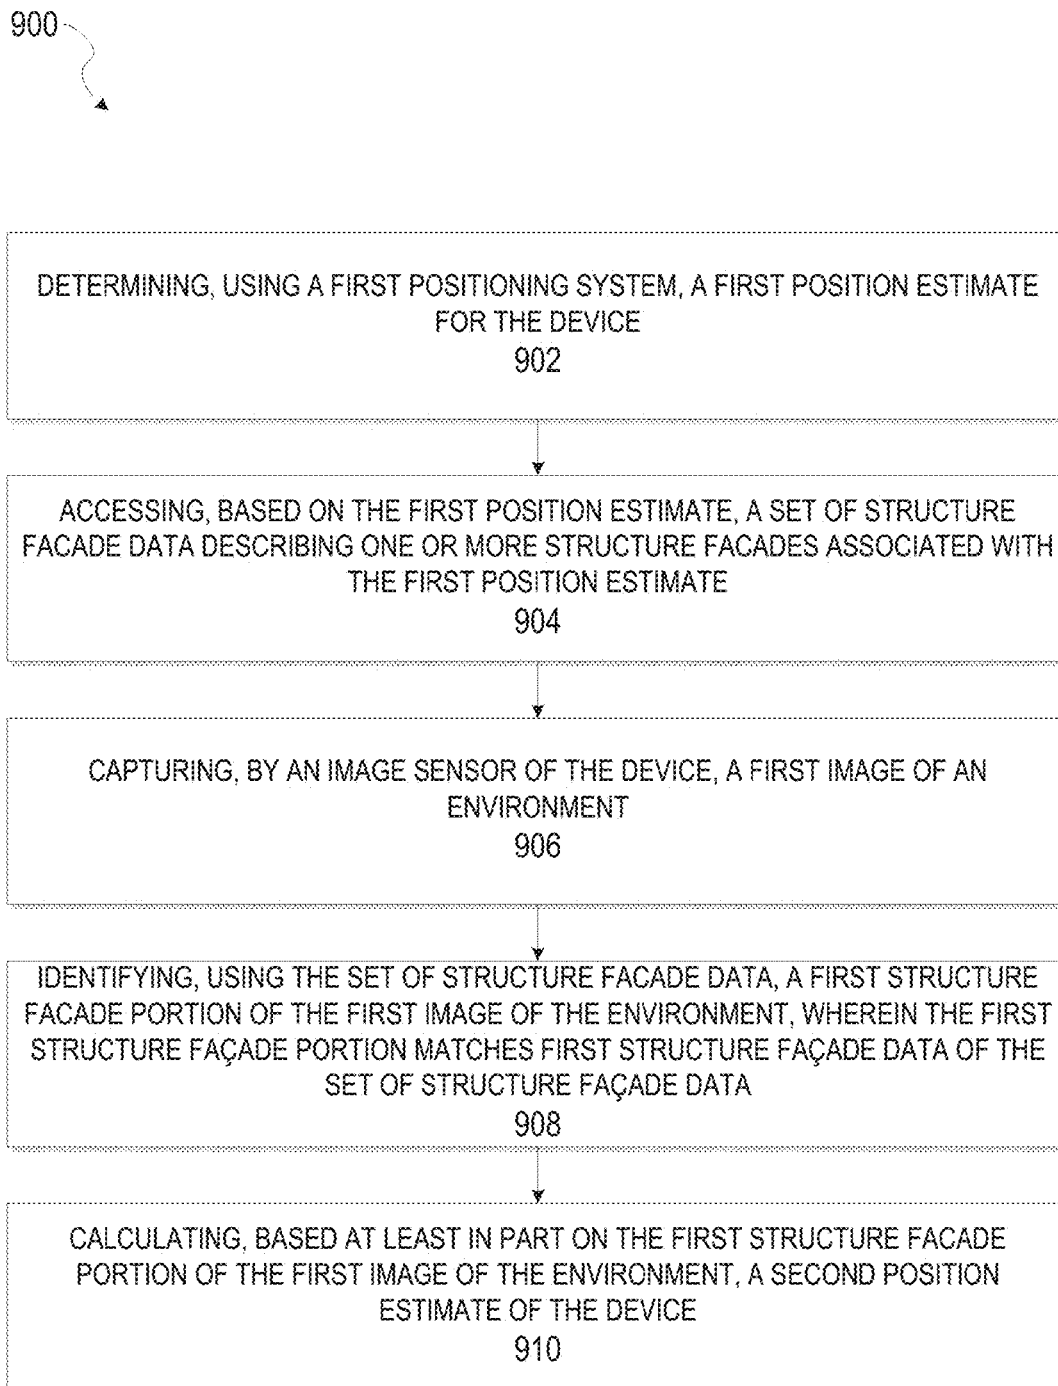 900
DETERMINING, USING A FIRST POSITIONING SYSTEM, A FIRST POSITION ESTIMATE
FOR THE DEVICE
902
ACCESSING, BASED ON THE FIRST POSITION ESTIMATE, A SET OF STRUCTURE
FACADE DATA DESCRIBING ONE OR MORE STRUCTURE FACADES ASSOCIATED WITH
THE FIRST POSITION ESTIMATE
904
CAPTURING, BY AN IMAGE SENSOR OF THE DEVICE, A FIRST IMAGE OF AN
ENVIRONMENT
906
IDENTIFYING, USING THE SET OF STRUCTURE FACADE DATA, A FIRST STRUCTURE
FACADE PORTION OF THE FIRST IMAGE OF THE ENVIRONMENT, WHEREIN THE FIRST
STRUCTURE FAÇADE PORTION MATCHES FIRST STRUCTURE FAÇADE DATA OF THE
SET OF STRUCTURE FAÇADE DATA
908
CALCULATING, BASED AT LEAST IN PART ON THE FIRST STRUCTURE FACADE
PORTION OF THE FIRST IMAGE OF THE ENVIRONMENT, A SECOND POSITION
ESTIMATE OF THE DEVICE
910